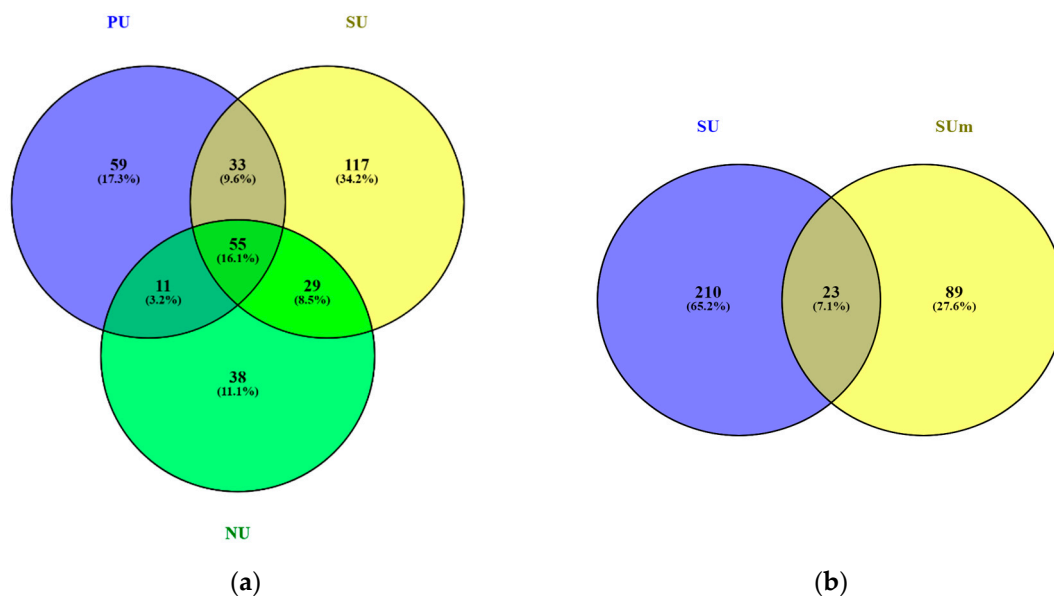 PU
SU
59
(17.3%)
33
(9.6%)
117
(34.2%)
55
(16.1%)
11
(3.2%)
29
(8.5%)
38
(11.1%)
NU
(a)
SU
SUm
210
(65.2%)
23
(7.1%)
89
(27.6%)
(b)